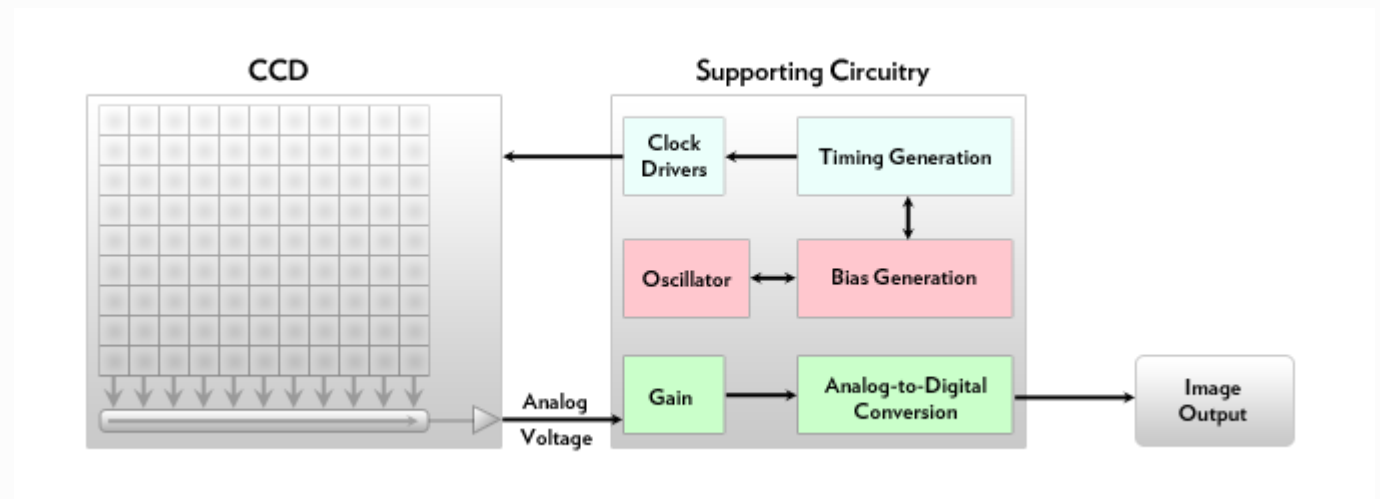 CCD
Supporting Circuitry
Clock
Drivers
Timing Generation
Oscillator
Bias Generation
Gain
Analog-to-Digital
Conversion
Analog
Voltage
Image
Output